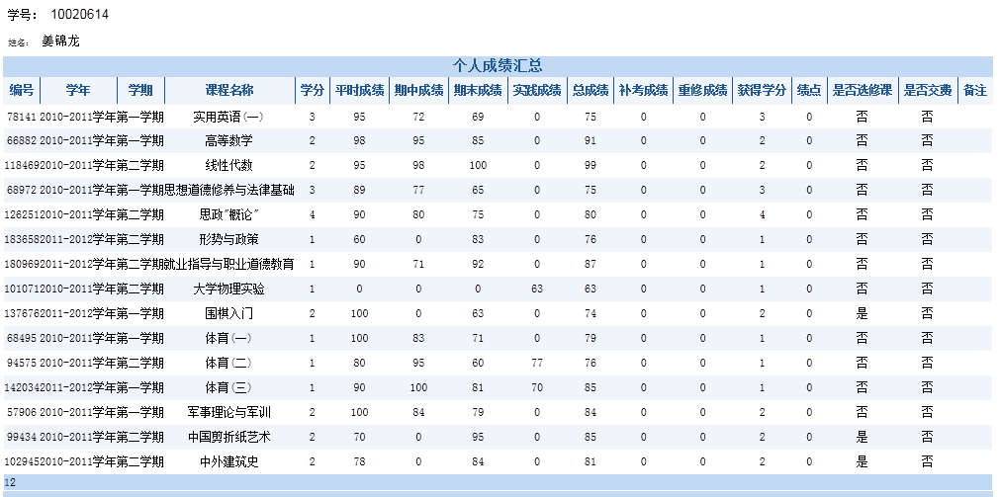 学号： 10020614
姓名： 姜锦龙
个人成绩汇总
编号 学年 学期 课程名称 学分 平时成绩 期中成绩 期末成绩 实践成绩 总成绩 补考成绩 重修成绩 获得学分 绩点 是否选修课 是否交费 备注
78141 2010-2011学年 第一学期 实用英语(一) 3 95 72 69 0 75 0 0 3 0 否 否
66882 2010-2011学年 第一学期 高等数学 2 98 95 85 0 91 0 0 2 0 否 否
118469 2010-2011学年 第二学期 线性代数 2 95 98 100 0 99 0 0 2 0 否 否
68972 2010-2011学年 第一学期 思想道德修养与法律基础 3 89 77 65 0 75 0 0 3 0 否 否
126251 2010-2011学年 第二学期 思政"概论" 4 90 80 75 0 80 0 0 4 0 否 否
183658 2011-2012学年 第二学期 形势与政策 1 60 0 83 0 76 0 0 1 0 否 否
180969 2011-2012学年 第二学期 就业指导与职业道德教育 1 90 71 92 0 87 0 0 1 0 否 否
101071 2010-2011学年 第二学期 大学物理实验 1 0 0 0 63 63 0 0 1 0 否 否
137676 2011-2012学年 第一学期 围棋入门 2 100 0 63 0 74 0 0 2 0 是 否
68495 2010-2011学年 第一学期 体育(一) 1 100 83 71 0 79 0 0 1 0 否 否
94575 2010-2011学年 第二学期 体育(二) 1 80 95 60 77 76 0 0 1 0 否 否
142034 2011-2012学年 第一学期 体育(三) 1 90 100 81 70 85 0 0 1 0 否 否
57906 2010-2011学年 第一学期 军事理论与军训 2 100 84 79 0 84 0 0 2 0 否 否
99434 2010-2011学年 第二学期 中国剪折纸艺术 2 70 0 95 0 85 0 0 2 0 是 否
102945 2010-2011学年 第二学期 中外建筑史 2 78 0 84 0 81 0 0 2 0 是 否
12